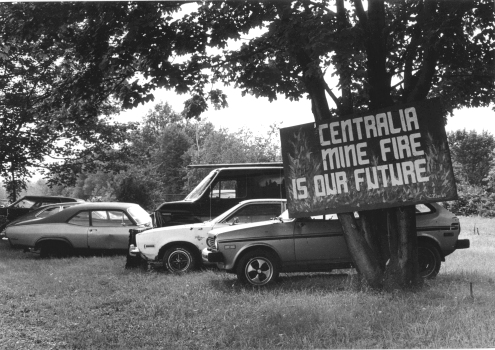 CENTRALIA
MINE FIRE
IS OUR FUTURE